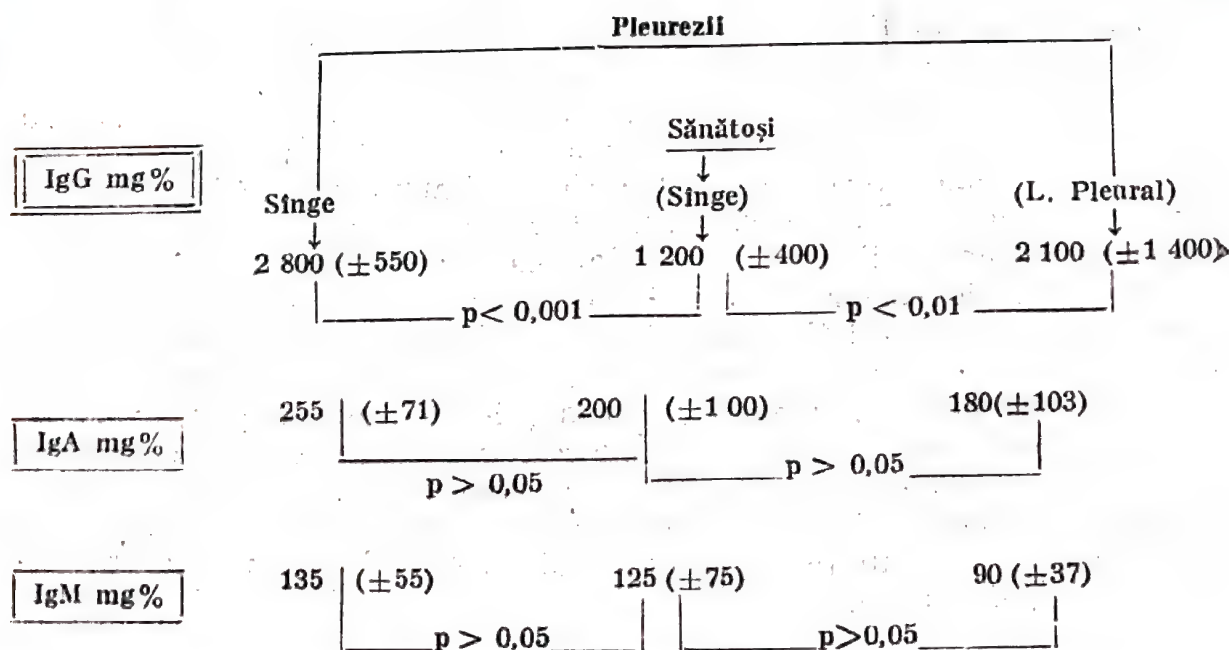 Pleurezii
Sănătoși
IgG mg%
Sînge
(Sînge)
(L. Pleural)
2 800 (±550)
1 200 (±400)
2 100 (±1 400)
p< 0,001
p < 0,01
255 (±71)
200 (±1 00)
180(±103)
IgA mg%
p > 0,05
p > 0,05
135 (±55)
125 (±75)
90 (±37)
IgM mg%
p > 0,05
p>0,05